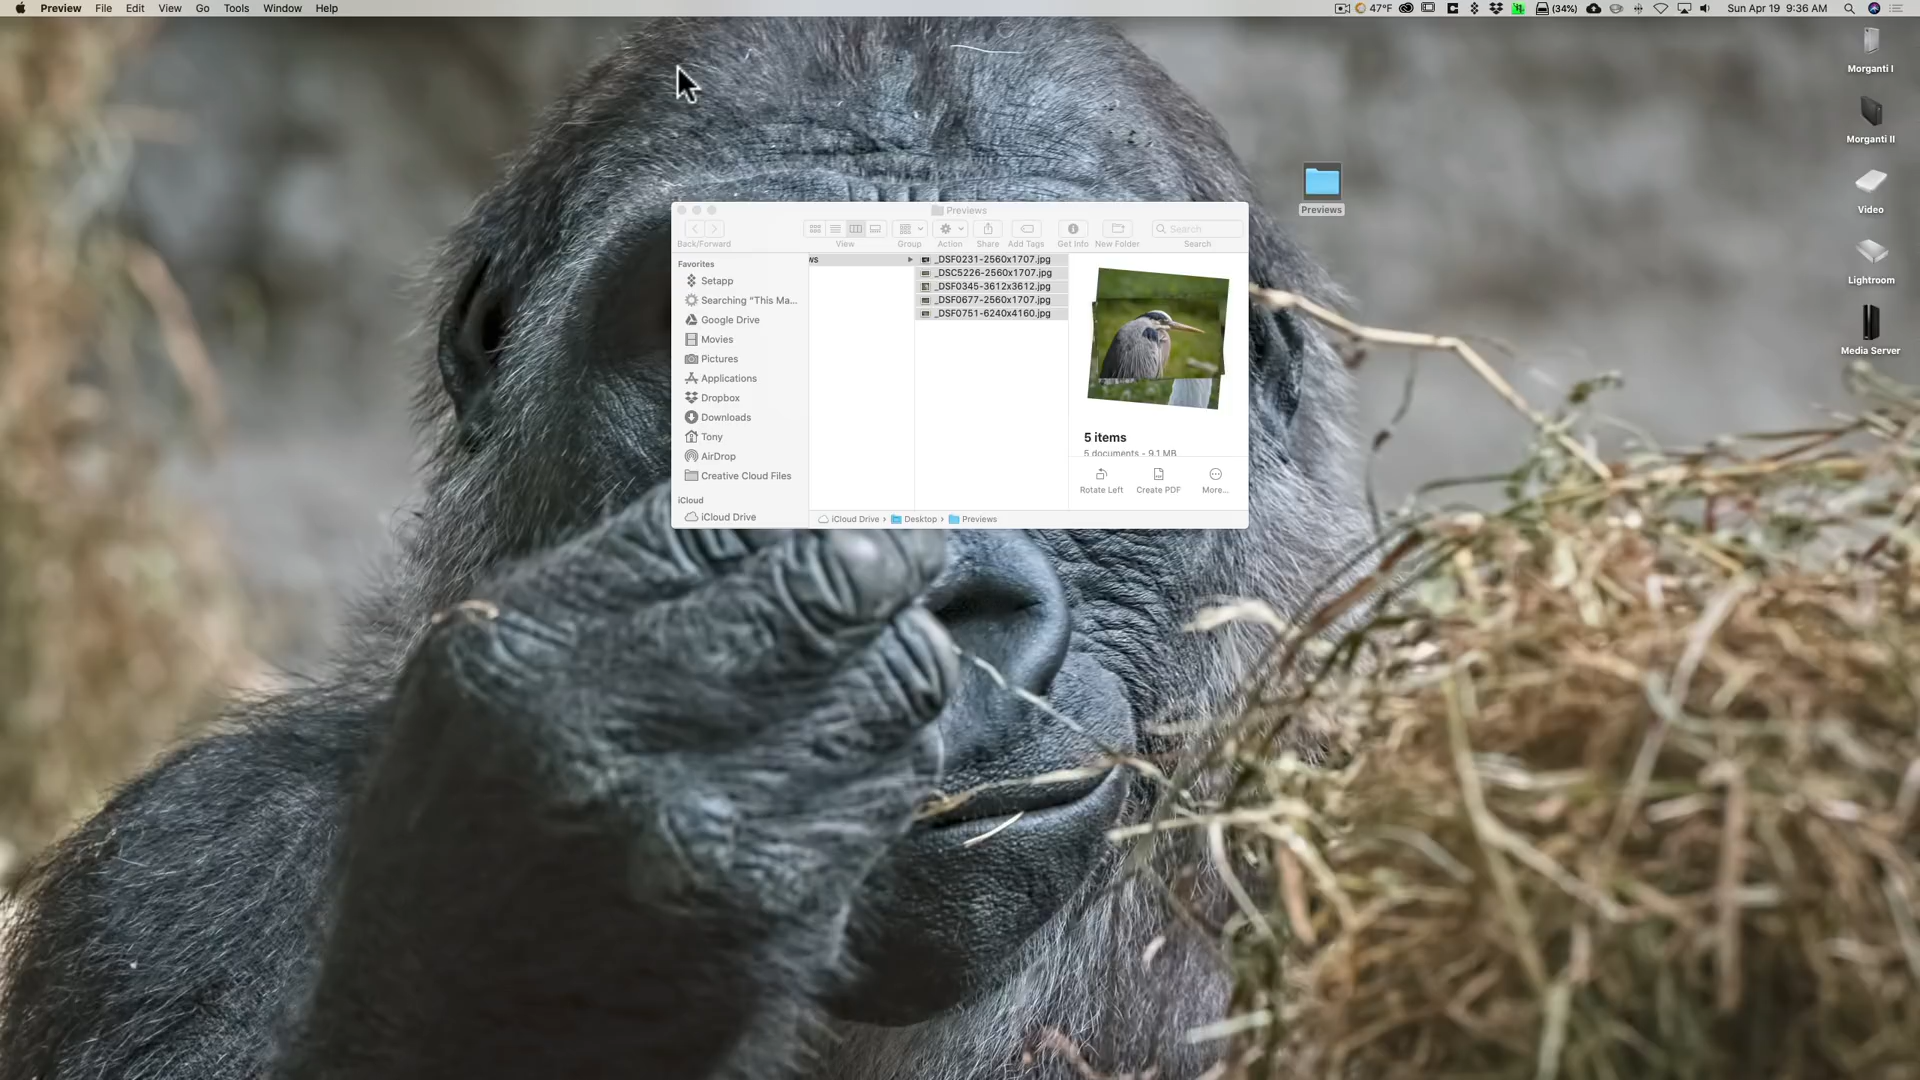 Preview File Edit View Go Tools Window Help
47°F (34%) Sun Apr 19 9:36 AM
Morganti I
Morganti II
Video
Lightroom
Media Server
Previews
Previews
Search
Back/Forward View Group Action Share Add Tags Get Info New Folder Search
Favorites
Setapp
Searching “This Ma...
Google Drive
Movies
Pictures
Applications
Dropbox
Downloads
Tony
AirDrop
Creative Cloud Files
iCloud
iCloud Drive
ws
_DSF0231-2560x1707.jpg
_DSC5226-2560x1707.jpg
_DSF0345-3612x3612.jpg
_DSF0677-2560x1707.jpg
_DSF0751-6240x4160.jpg
5 items
5 documents - 9.1 MB
Rotate Left Create PDF More...
iCloud Drive › Desktop › Previews